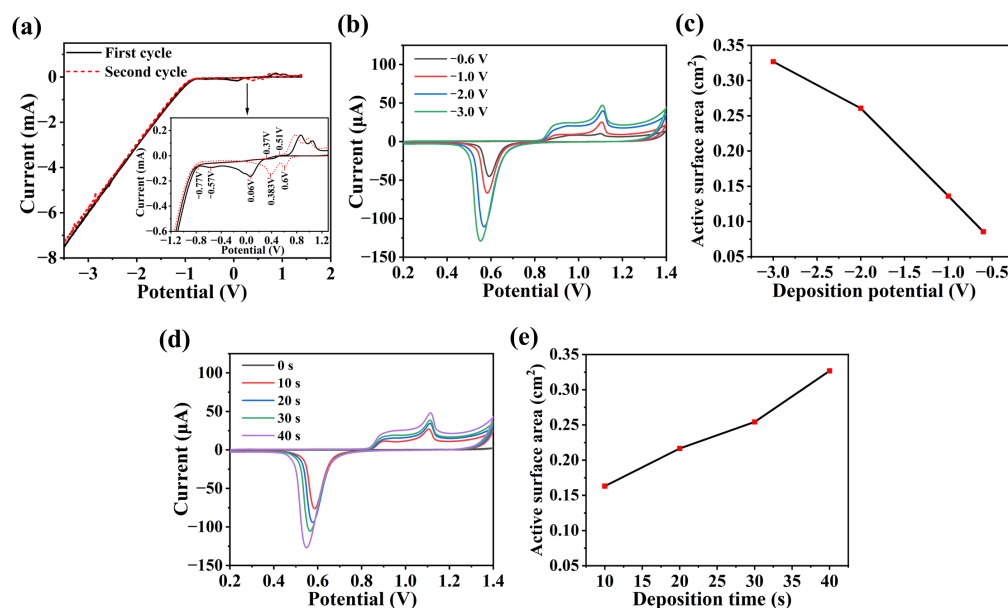 (a)
First cycle
Second cycle
Current (mA)
0
−2
−4
−6
−8
−3 −2 −1 0 1 2
Potential (V)
Current (mA)
0.2
0.0
−0.2
−0.4
0.6
−0.77V
−0.57V
0.06V
0.37V
0.51V
0.383V
0.6V
−1.2 −0.8 −0.4 0.0 0.4 0.8 1.2
Potential (V)
(b)
−0.6 V
−1.0 V
−2.0 V
−3.0 V
Current (μA)
100
50
0
−50
−100
−150
0.2 0.4 0.6 0.8 1.0 1.2 1.4
Potential (V)
(c)
Active surface area (cm²)
0.35
0.30
0.25
0.20
0.15
0.10
0.05
−3.0 −2.5 −2.0 −1.5 −1.0 −0.5
Deposition potential (V)
(d)
0 s
10 s
20 s
30 s
40 s
Current (μA)
100
50
0
−50
−100
−150
0.2 0.4 0.6 0.8 1.0 1.2 1.4
Potential (V)
(e)
Active surface area (cm²)
0.35
0.30
0.25
0.20
0.15
0.10
0.05
10 15 20 25 30 35 40
Deposition time (s)